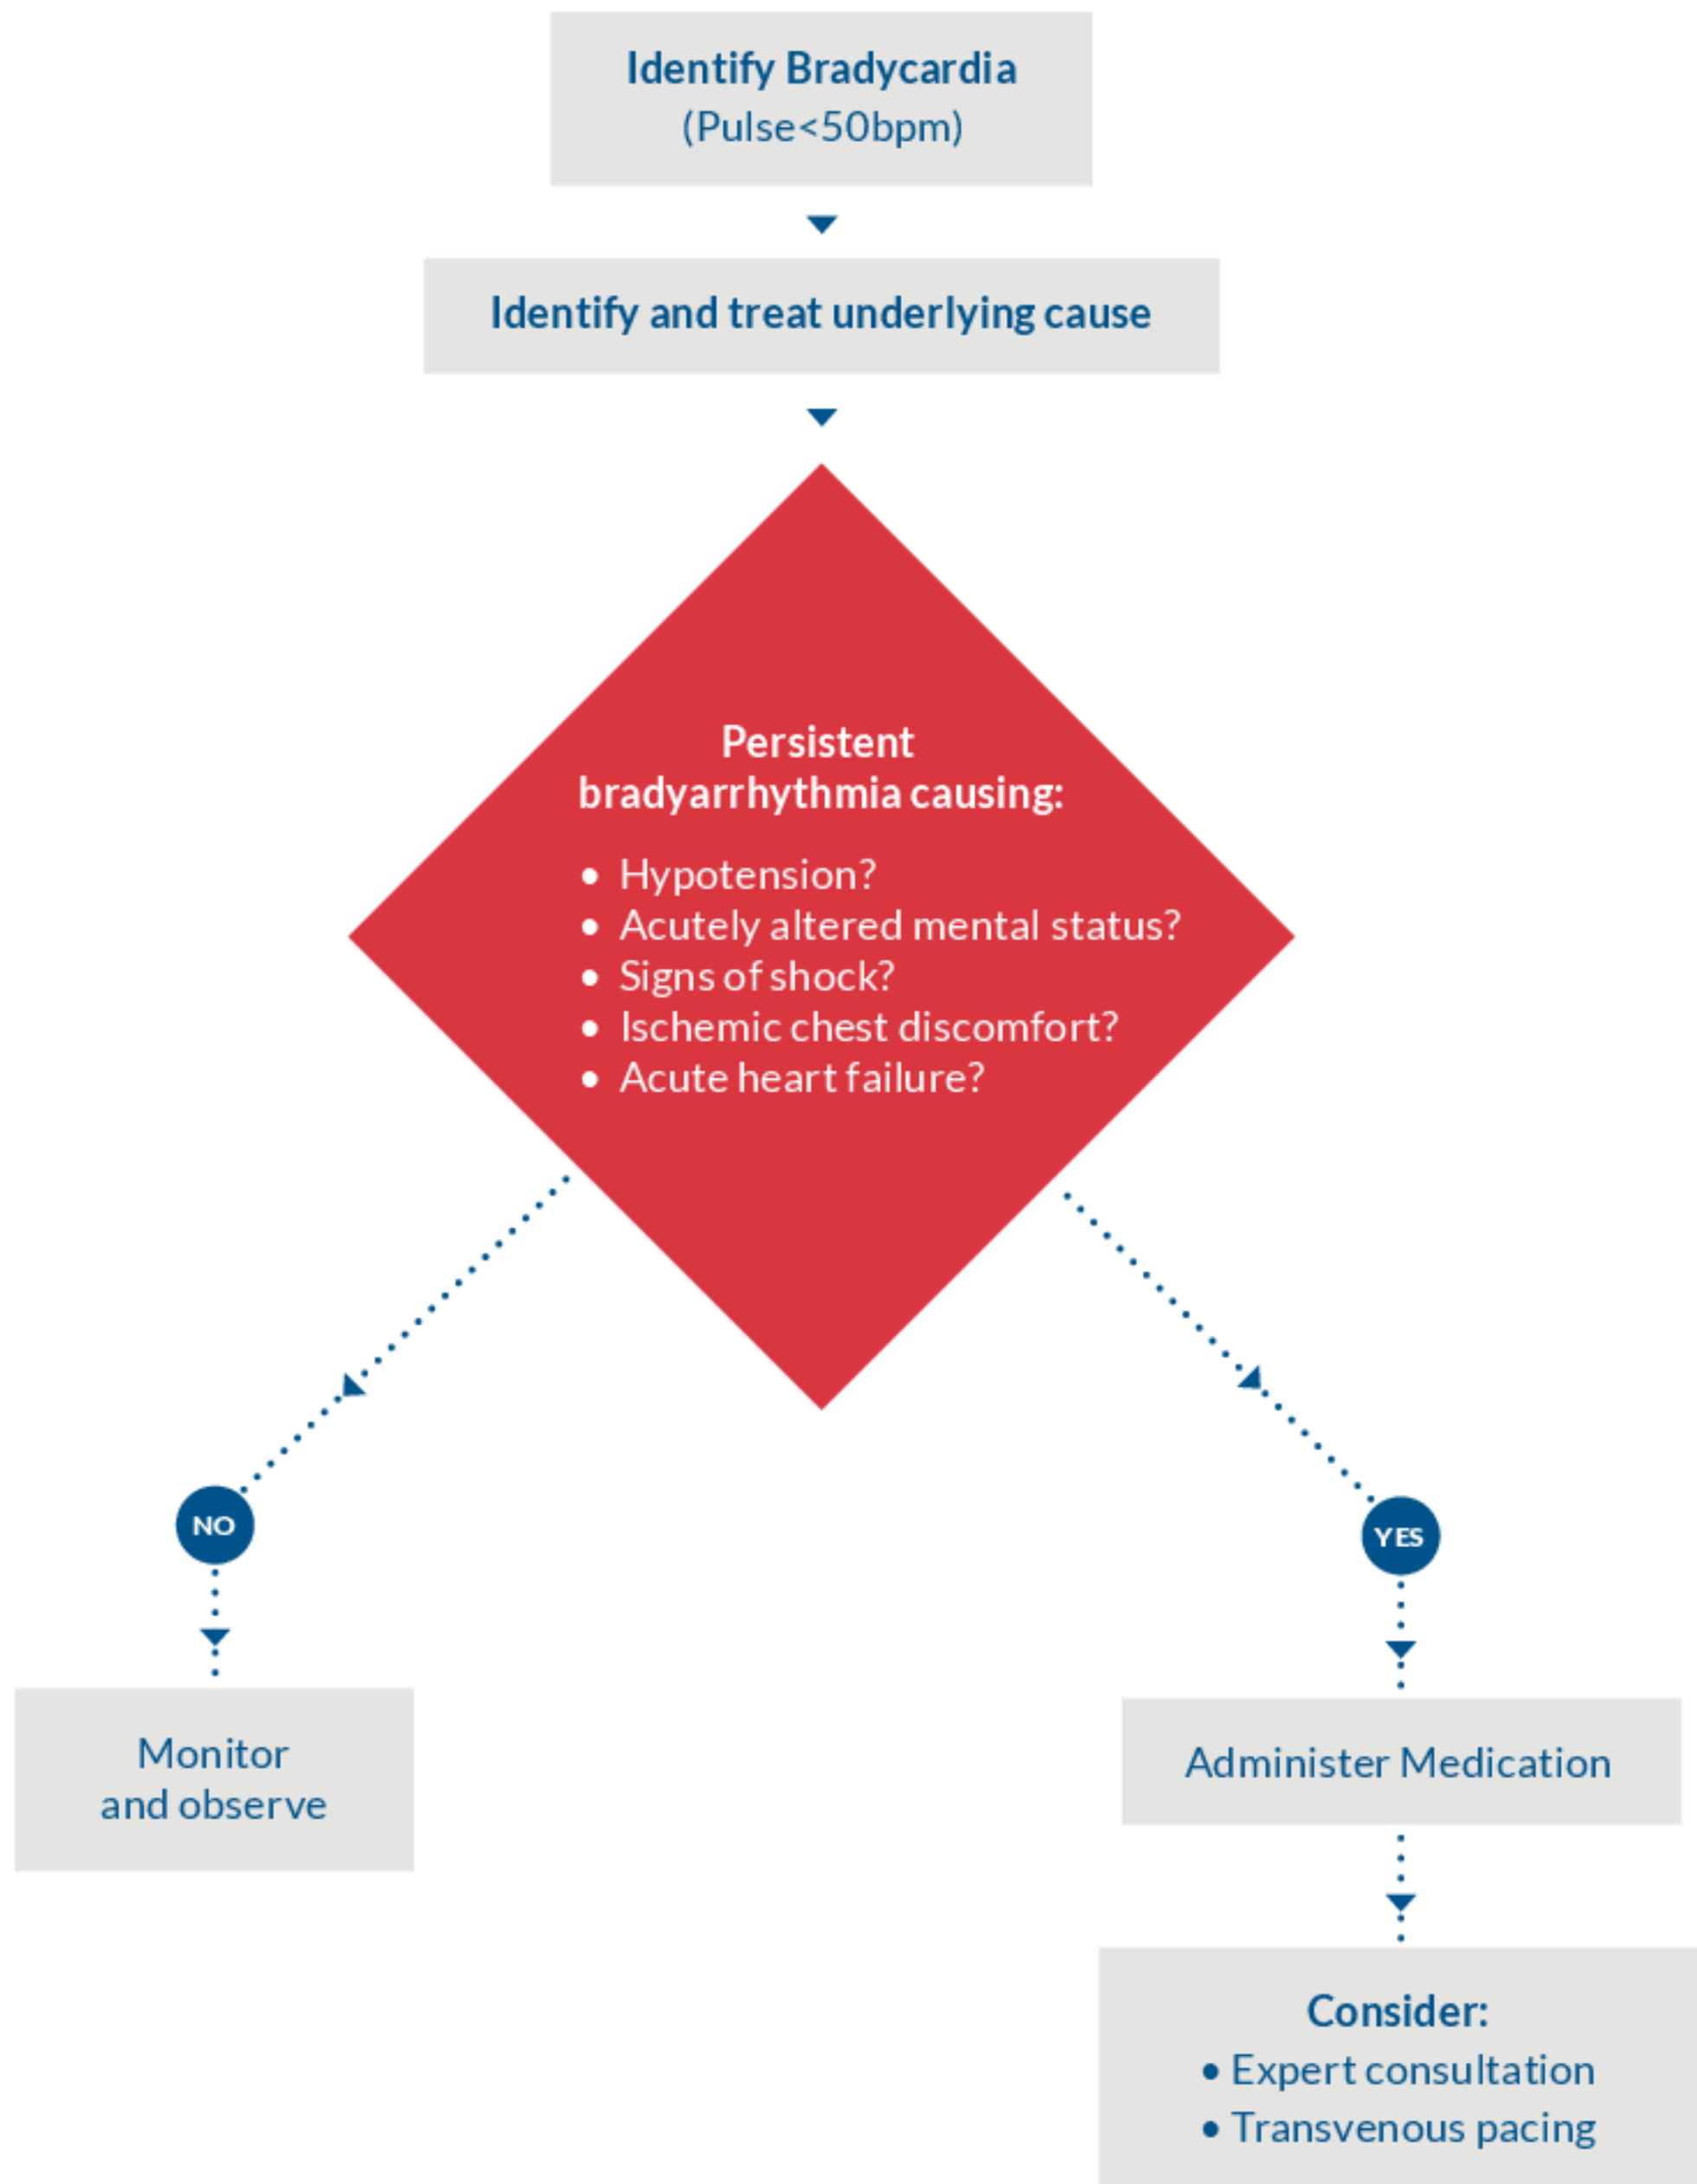 Identify Bradycardia
(Pulse<50bpm)
Identify and treat underlying cause
Persistent
bradyarrhythmia causing:
• Hypotension?
• Acutely altered mental status?
• Signs of shock?
• Ischemic chest discomfort?
• Acute heart failure?
NO
YES
Monitor
and observe
Administer Medication
Consider:
• Expert consultation
• Transvenous pacing